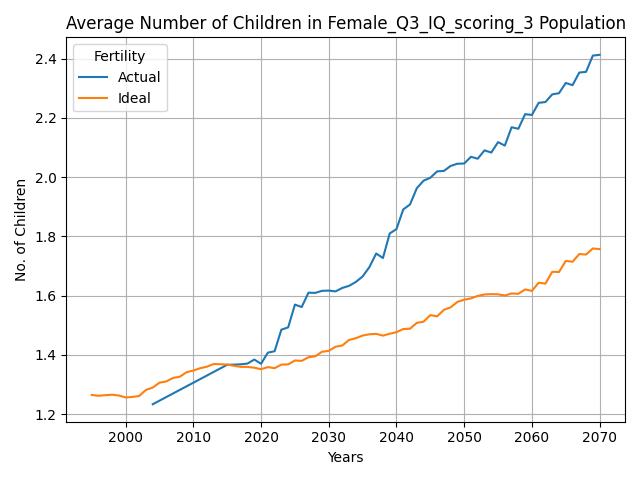 Average Number of Children in Female_Q3_IQ_scoring_3 Population
Fertility
Actual
Ideal
No. of Children
2.4
2.2
2.0
1.8
1.6
1.4
1.2
2000 2010 2020 2030 2040 2050 2060 2070
Years